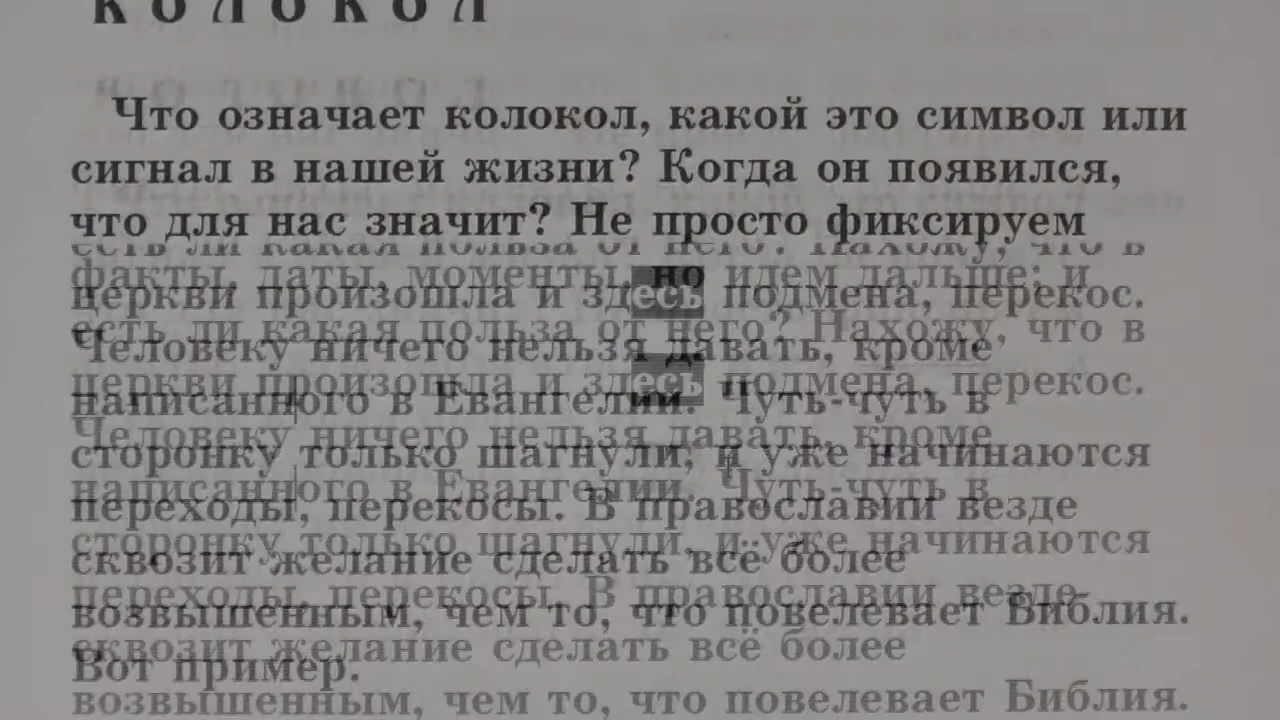 КОЛОКОЛ
Что означает колокол, какой это символ или
сигнал в нашей жизни? Когда он появился,
что для нас значит? Не просто фиксируем
факты, даты, моменты, но идем дальше; и
есть ли какая польза от него? Нахожу, что в
церкви произошла и здесь подмена, перекос.
Человеку ничего нельзя давать, кроме
написанного в Евангелии. Чуть-чуть в
сторонку только шагнули, и уже начинаются
переходы, перекосы. В православии везде
сквозит желание сделать всё более
возвышенным, чем то, что повелевает Библия.
Вот пример.